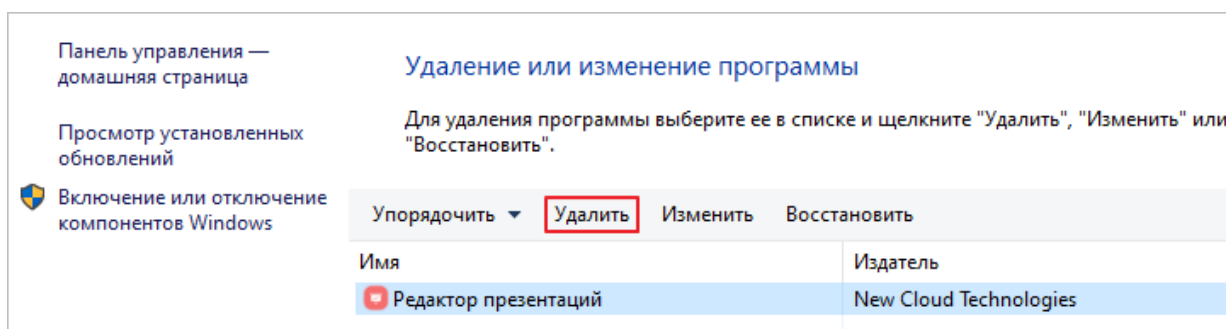 Панель управления —
домашняя страница
Просмотр установленных
обновлений
Включение или отключение
компонентов Windows
Удаление или изменение программы
Для удаления программы выберите ее в списке и щелкните "Удалить", "Изменить" или
"Восстановить".
Упорядочить Удалить Изменить Восстановить
Имя Издатель
Редактор презентаций New Cloud Technologies